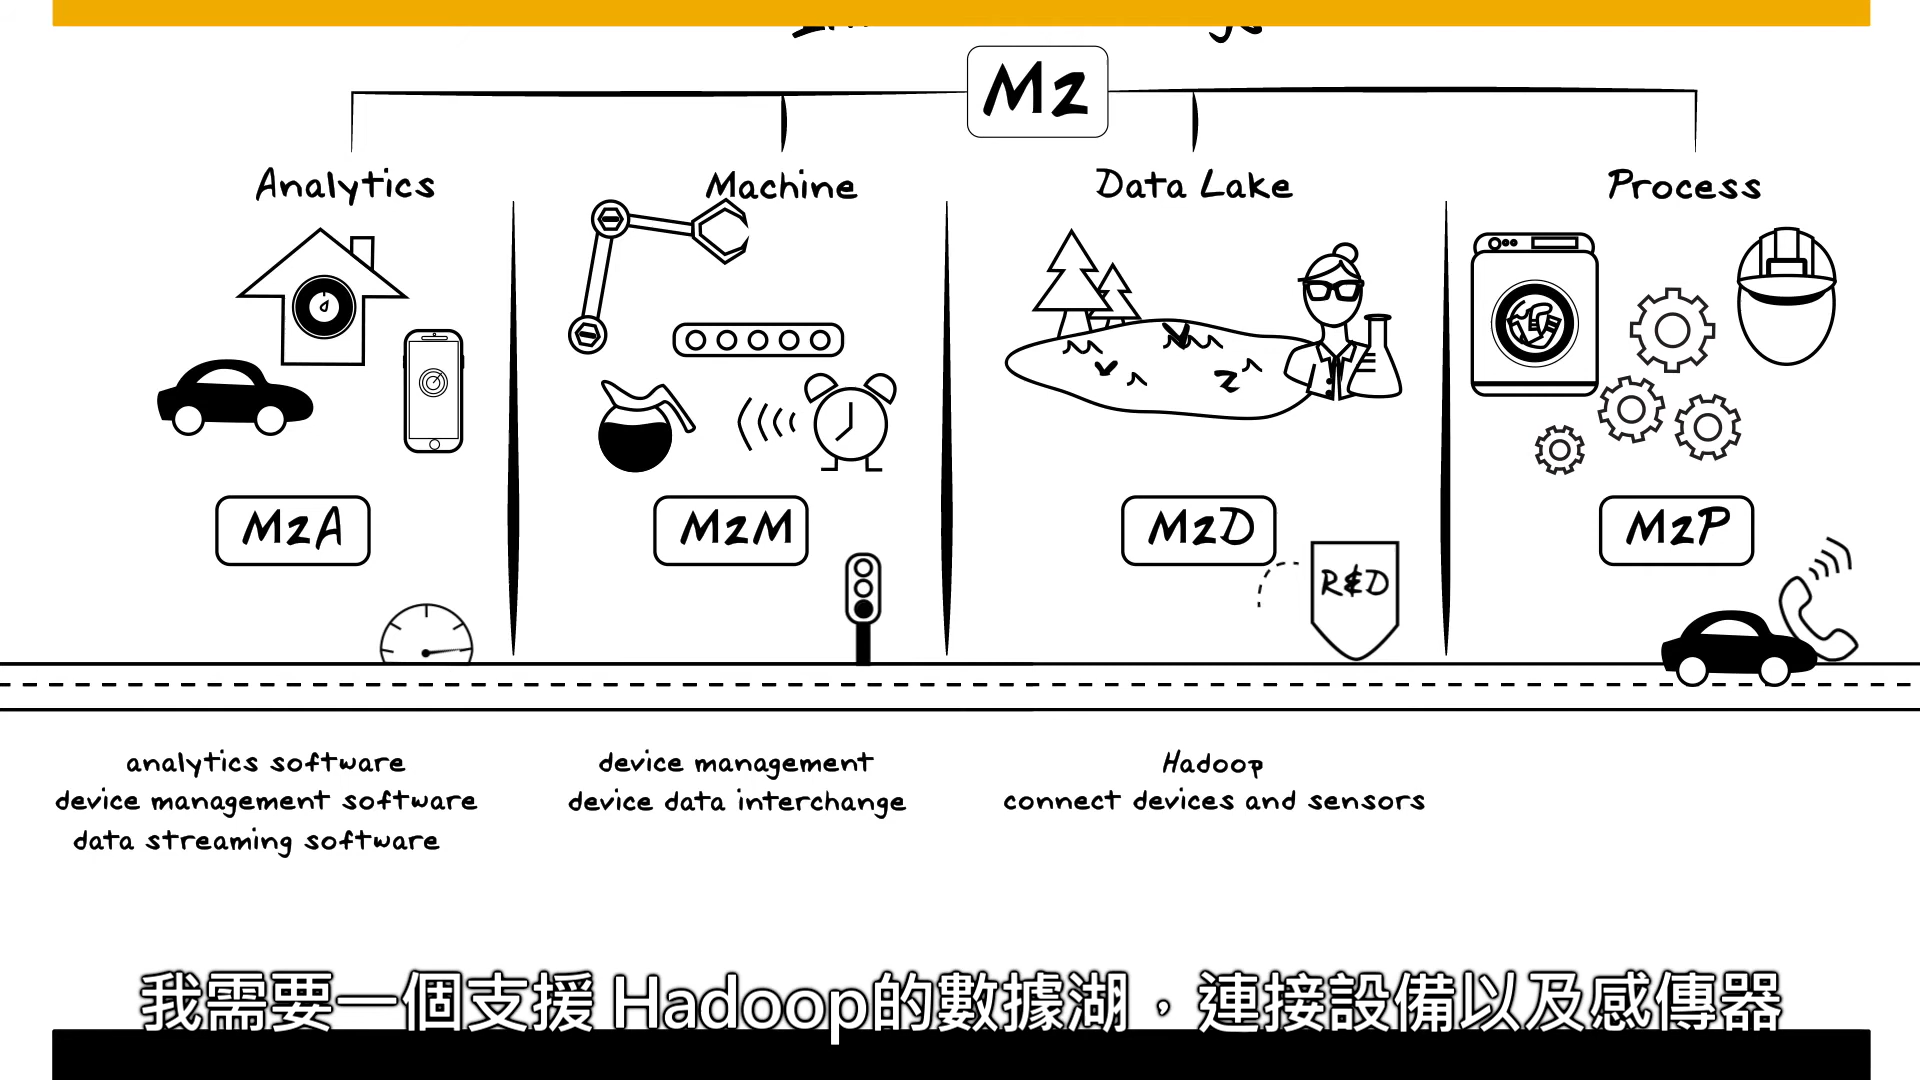 M2
Analytics
Machine
Data Lake
Process
M2A
M2M
M2D
M2P
R&D
analytics software
device management software
data streaming software
device management
device data interchange
Hadoop
connect devices and sensors
我需要一個支援 Hadoop的數據湖，連接設備以及感傳器